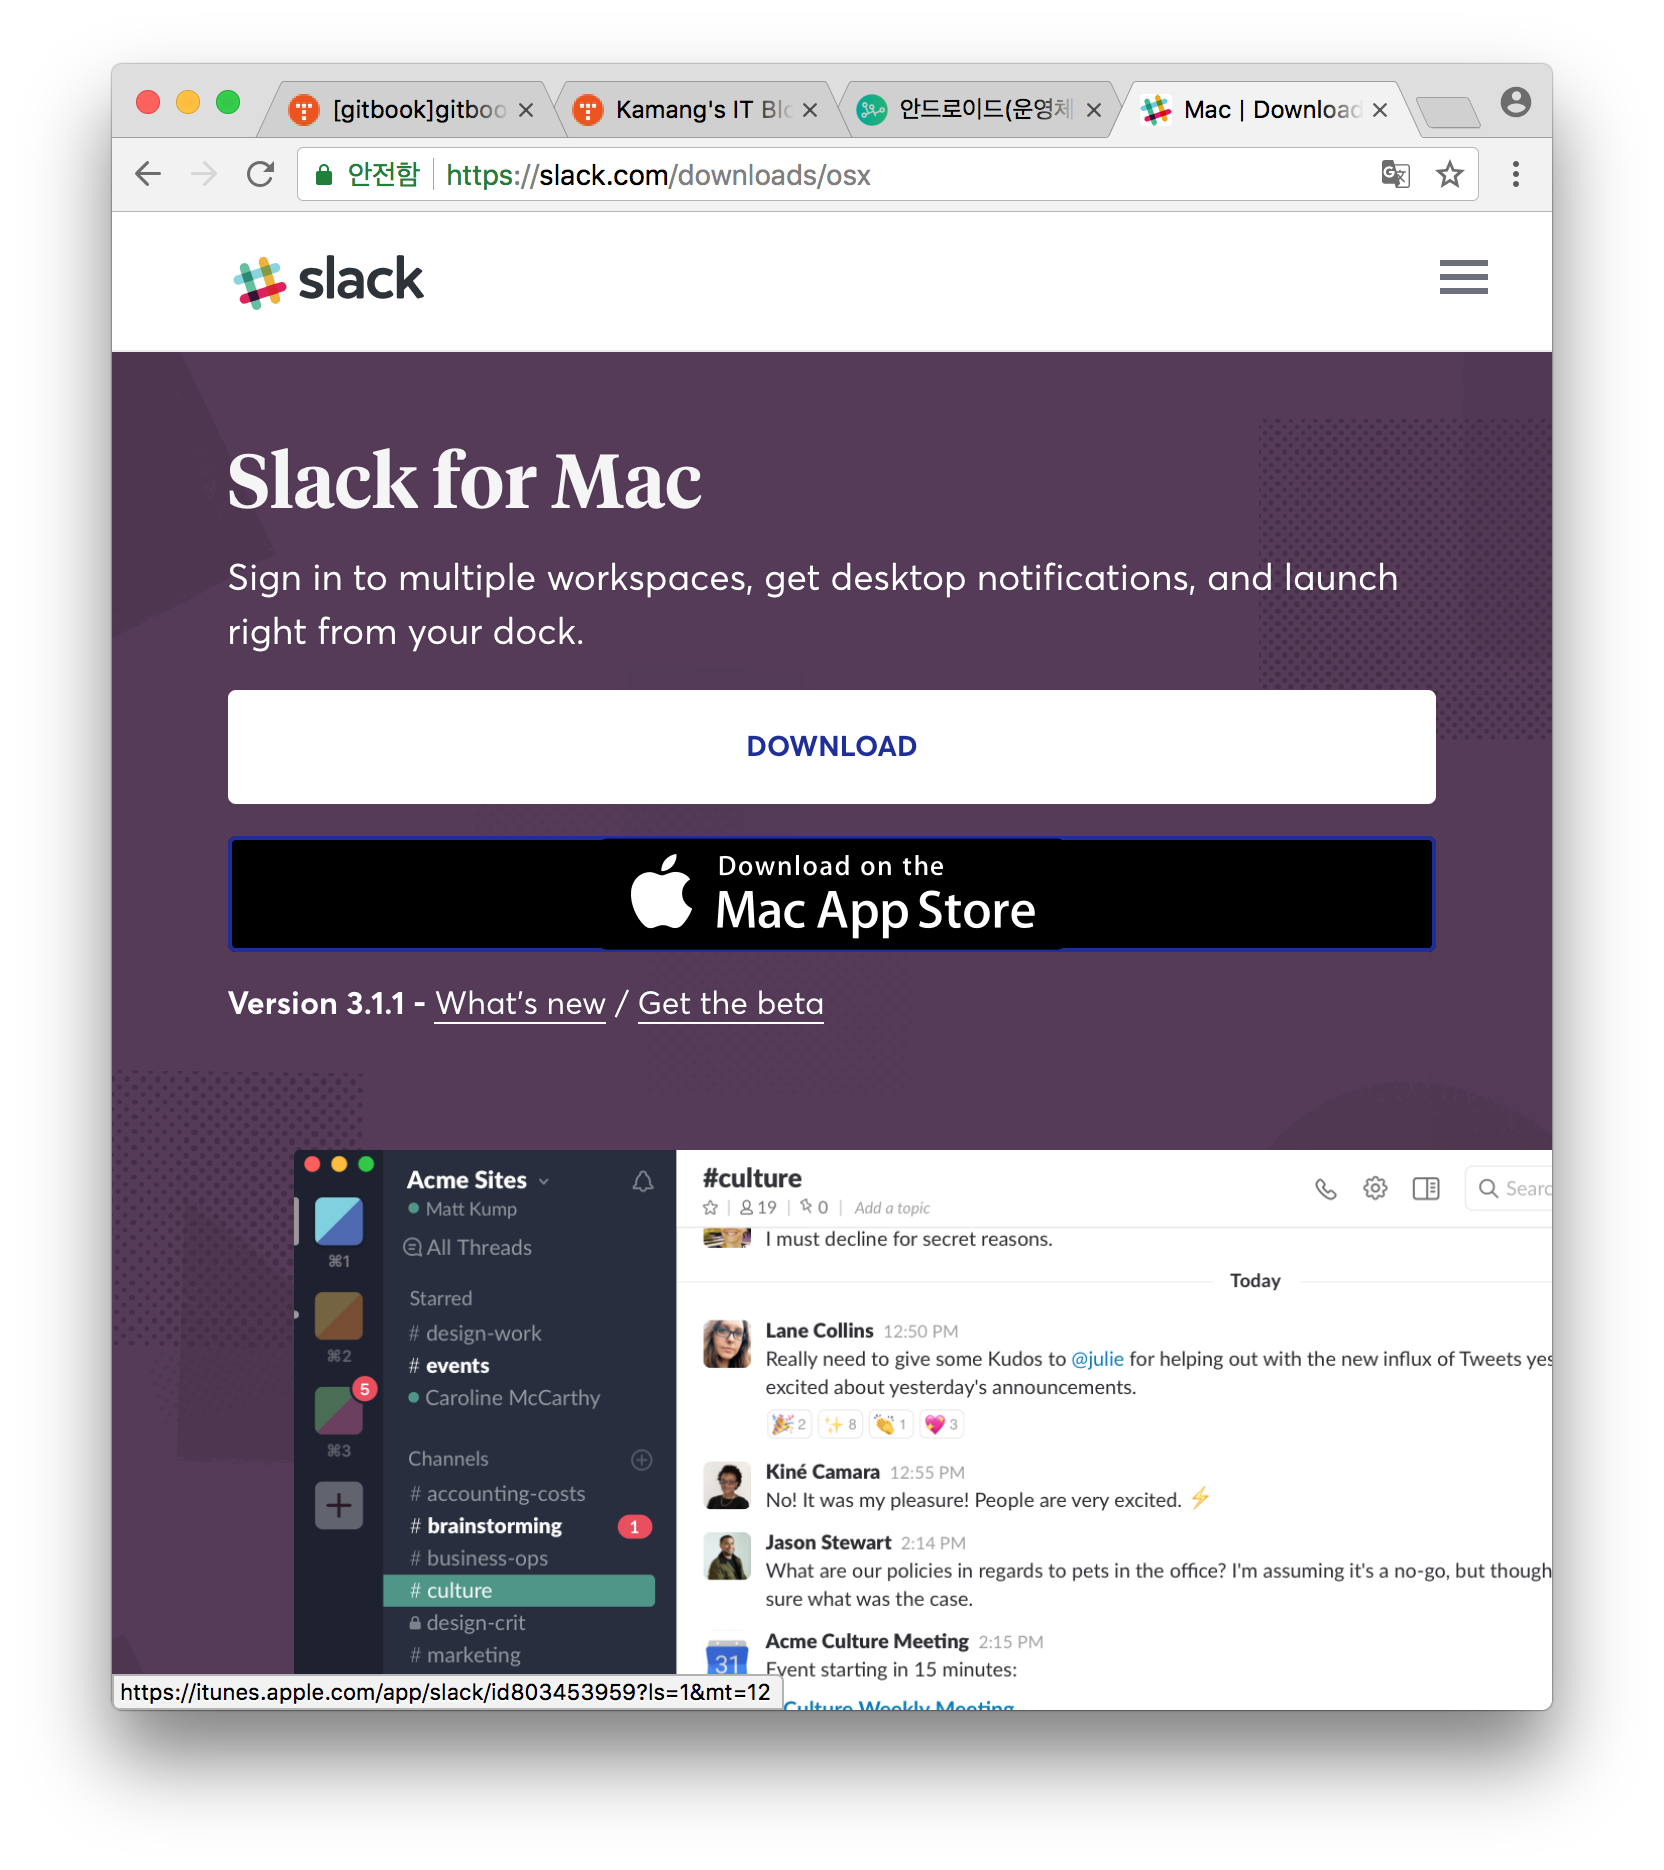 [gitbook]gitboo
Kamang's IT Blo
안드로이드(운영체
Mac | Download
안전함
https://slack.com/downloads/osx
slack
Slack for Mac
Sign in to multiple workspaces, get desktop notifications, and launch
right from your dock.
DOWNLOAD
Download on the
Mac App Store
Version 3.1.1 - What's new / Get the beta
Acme Sites
Matt Kump
All Threads
Starred
# design-work
# events
Caroline McCarthy
Channels
# accounting-costs
# brainstorming 1
# business-ops
# culture
design-crit
# marketing
⌘1
⌘2
5
⌘3
#culture
19 | 0 | Add a topic
Searc
I must decline for secret reasons.
Today
Lane Collins 12:50 PM
Really need to give some Kudos to @julie for helping out with the new influx of Tweets yes
excited about yesterday's announcements.
2 8 1 3
Kiné Camara 12:55 PM
No! It was my pleasure! People are very excited. ⚡
Jason Stewart 2:14 PM
What are our policies in regards to pets in the office? I'm assuming it's a no-go, but though
sure what was the case.
Acme Culture Meeting 2:15 PM
31
Event starting in 15 minutes:
Culture Weekly Meeting
https://itunes.apple.com/app/slack/id803453959?ls=1&mt=12